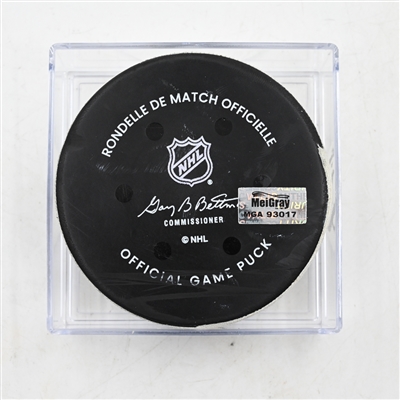 RONDELLE DE MATCH OFFICIELLE
NHL
Gary B Bettman
COMMISSIONER
© NHL
OFFICIAL GAME PUCK
MeiGray
MGA 93017